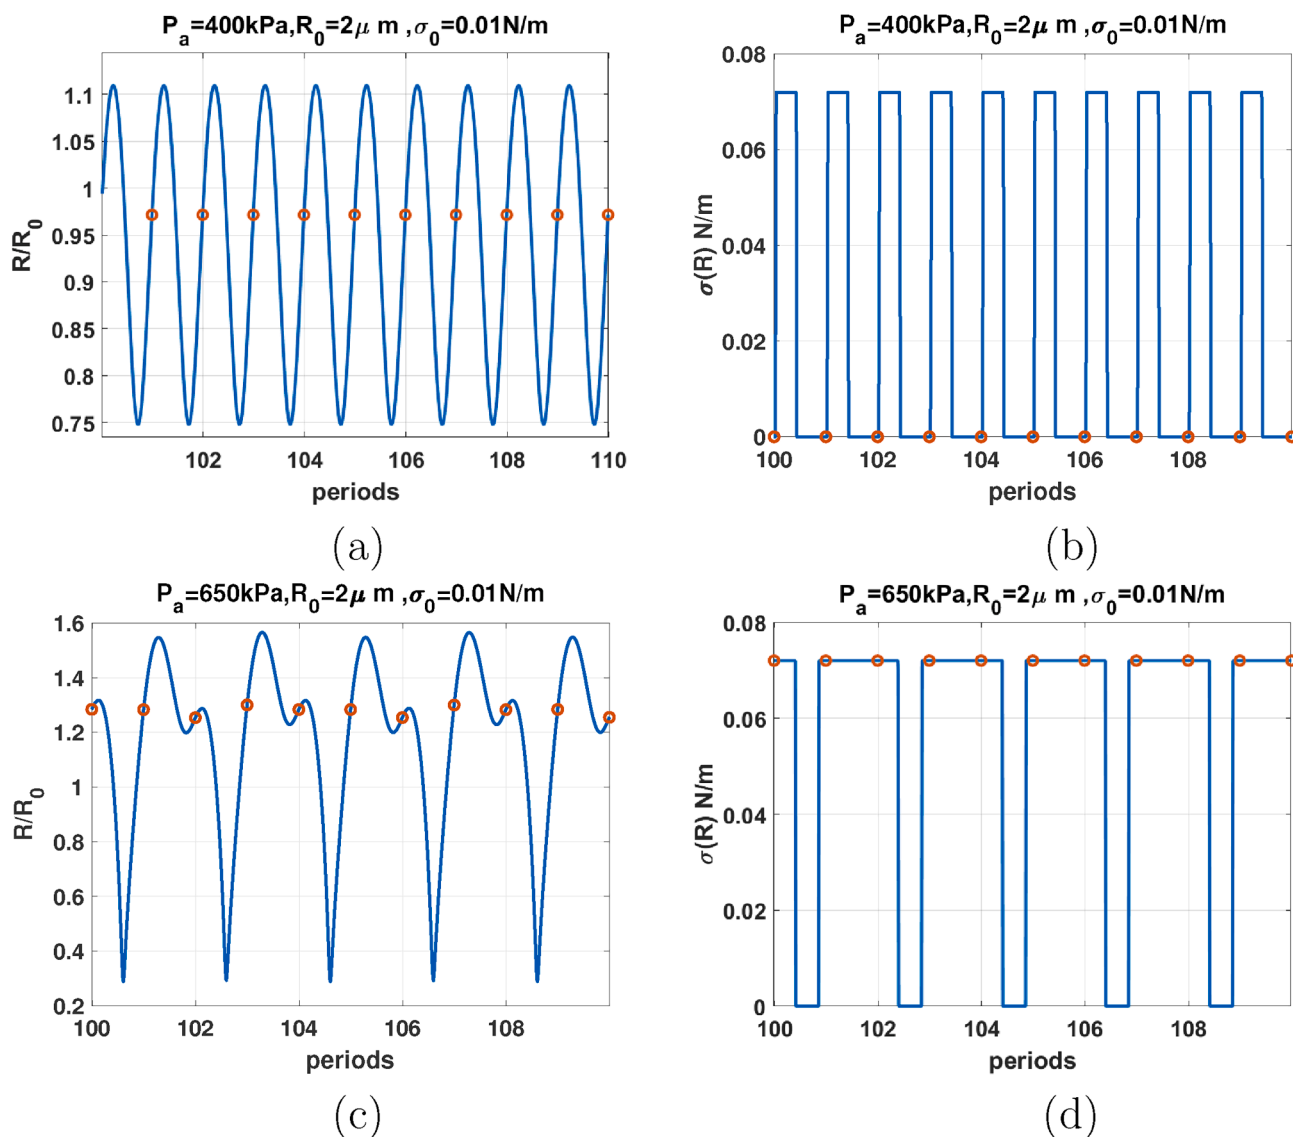 P_a=400kPa,R_0=2μ m ,σ_0=0.01N/m
R/R_0
1.1
1.05
1
0.95
0.9
0.85
0.8
0.75
102 104 106 108 110
periods
(a)
P_a=400kPa,R_0=2μ m ,σ_0=0.01N/m
σ(R) N/m
0.08
0.06
0.04
0.02
0
100 102 104 106 108
periods
(b)
P_a=650kPa,R_0=2μ m ,σ_0=0.01N/m
R/R_0
1.6
1.4
1.2
1
0.8
0.6
0.4
0.2
100 102 104 106 108
periods
(c)
P_a=650kPa,R_0=2μ m ,σ_0=0.01N/m
σ(R) N/m
0.08
0.06
0.04
0.02
0
100 102 104 106 108
periods
(d)